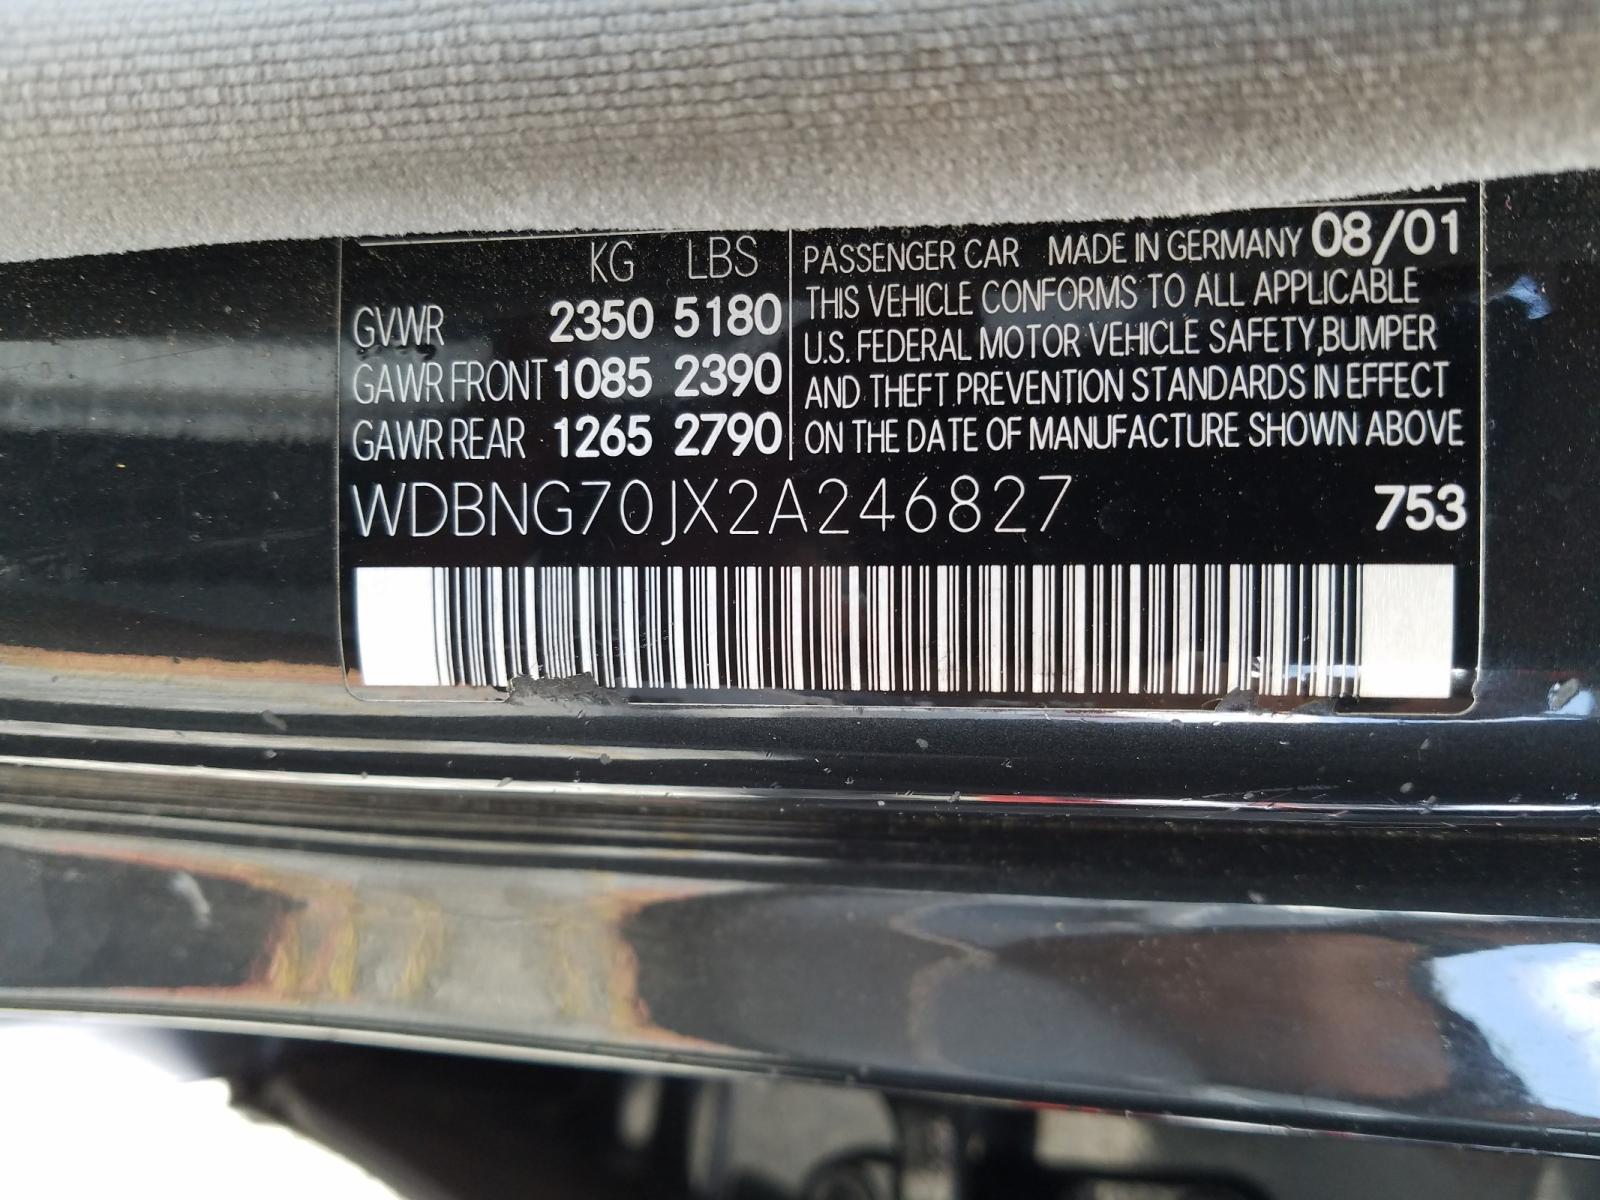 KG LBS
GVWR 2350 5180
GAWR FRONT 1085 2390
GAWR REAR 1265 2790
PASSENGER CAR MADE IN GERMANY 08/01
THIS VEHICLE CONFORMS TO ALL APPLICABLE
U.S. FEDERAL MOTOR VEHICLE SAFETY,BUMPER
AND THEFT PREVENTION STANDARDS IN EFFECT
ON THE DATE OF MANUFACTURE SHOWN ABOVE
WDBNG70JX2A246827 753